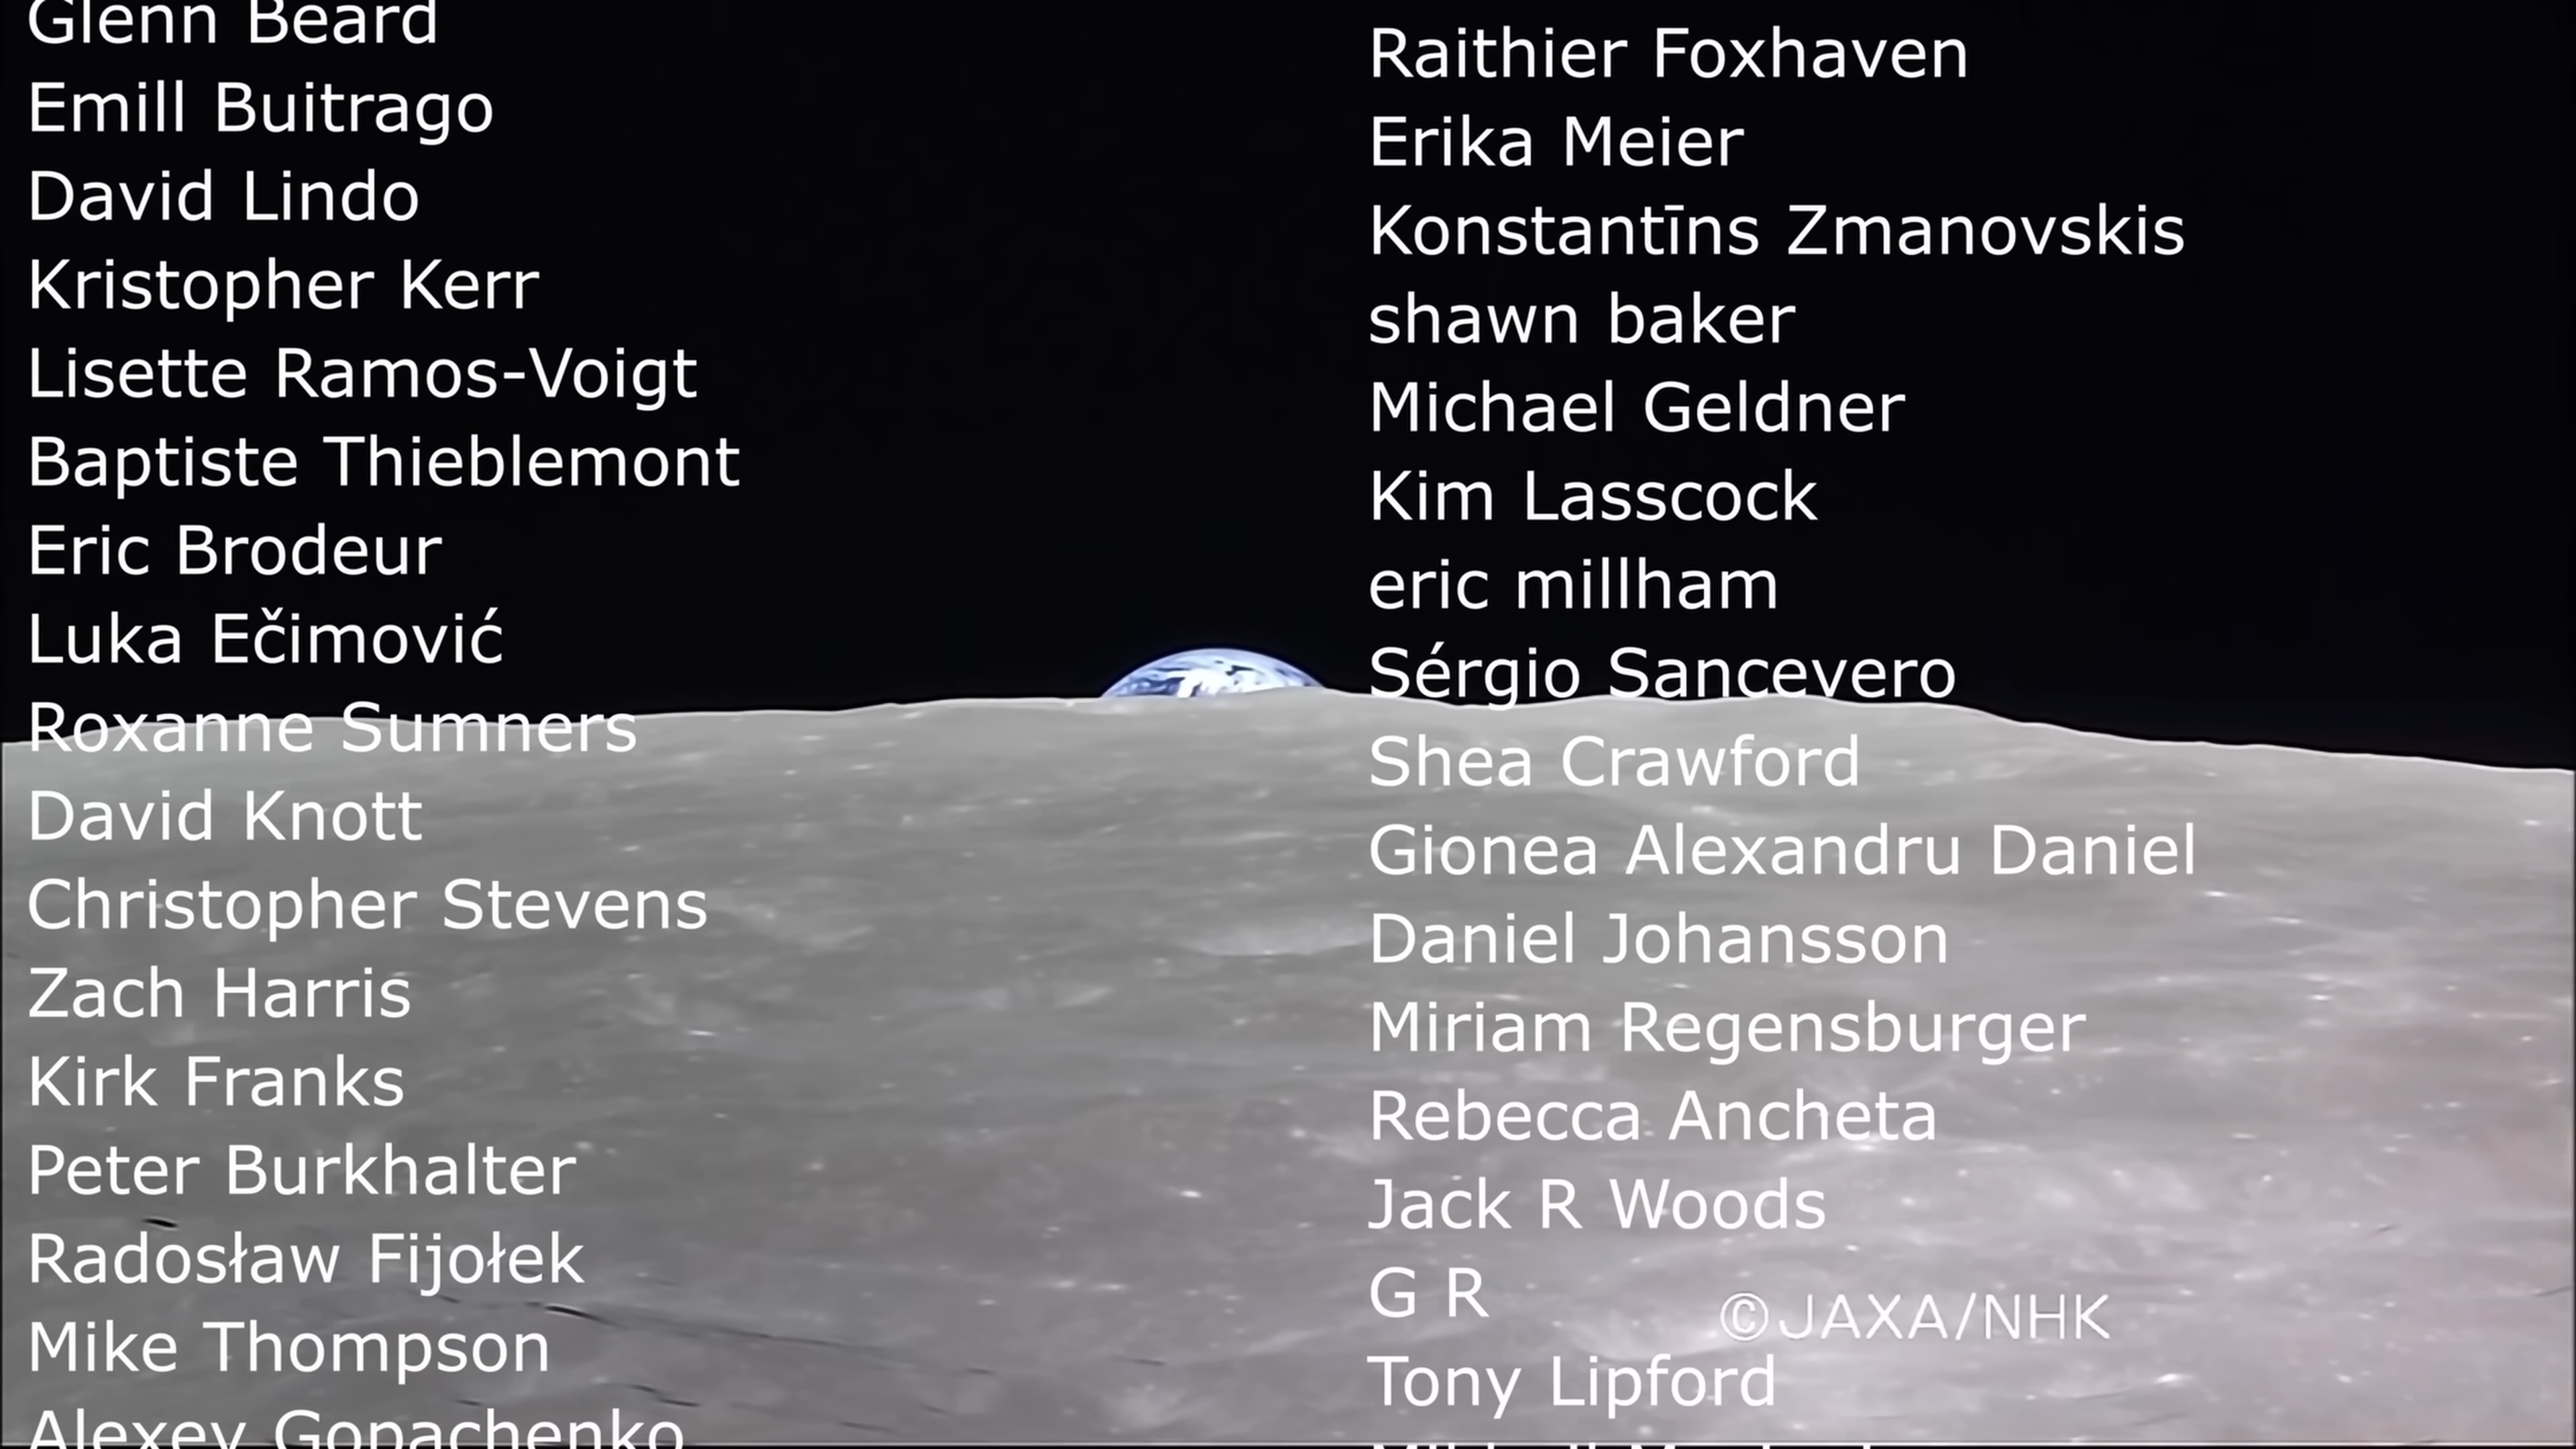 Glenn Beard
Emill Buitrago
David Lindo
Kristopher Kerr
Lisette Ramos-Voigt
Baptiste Thieblemont
Eric Brodeur
Luka Ečimović
Roxanne Sumners
David Knott
Christopher Stevens
Zach Harris
Kirk Franks
Peter Burkhalter
Radosław Fijołek
Mike Thompson
Alexey Gopachenko
Raithier Foxhaven
Erika Meier
Konstantīns Zmanovskis
shawn baker
Michael Geldner
Kim Lasscock
eric millham
Sérgio Sancevero
Shea Crawford
Gionea Alexandru Daniel
Daniel Johansson
Miriam Regensburger
Rebecca Ancheta
Jack R Woods
G R
Tony Lipford
©JAXA/NHK